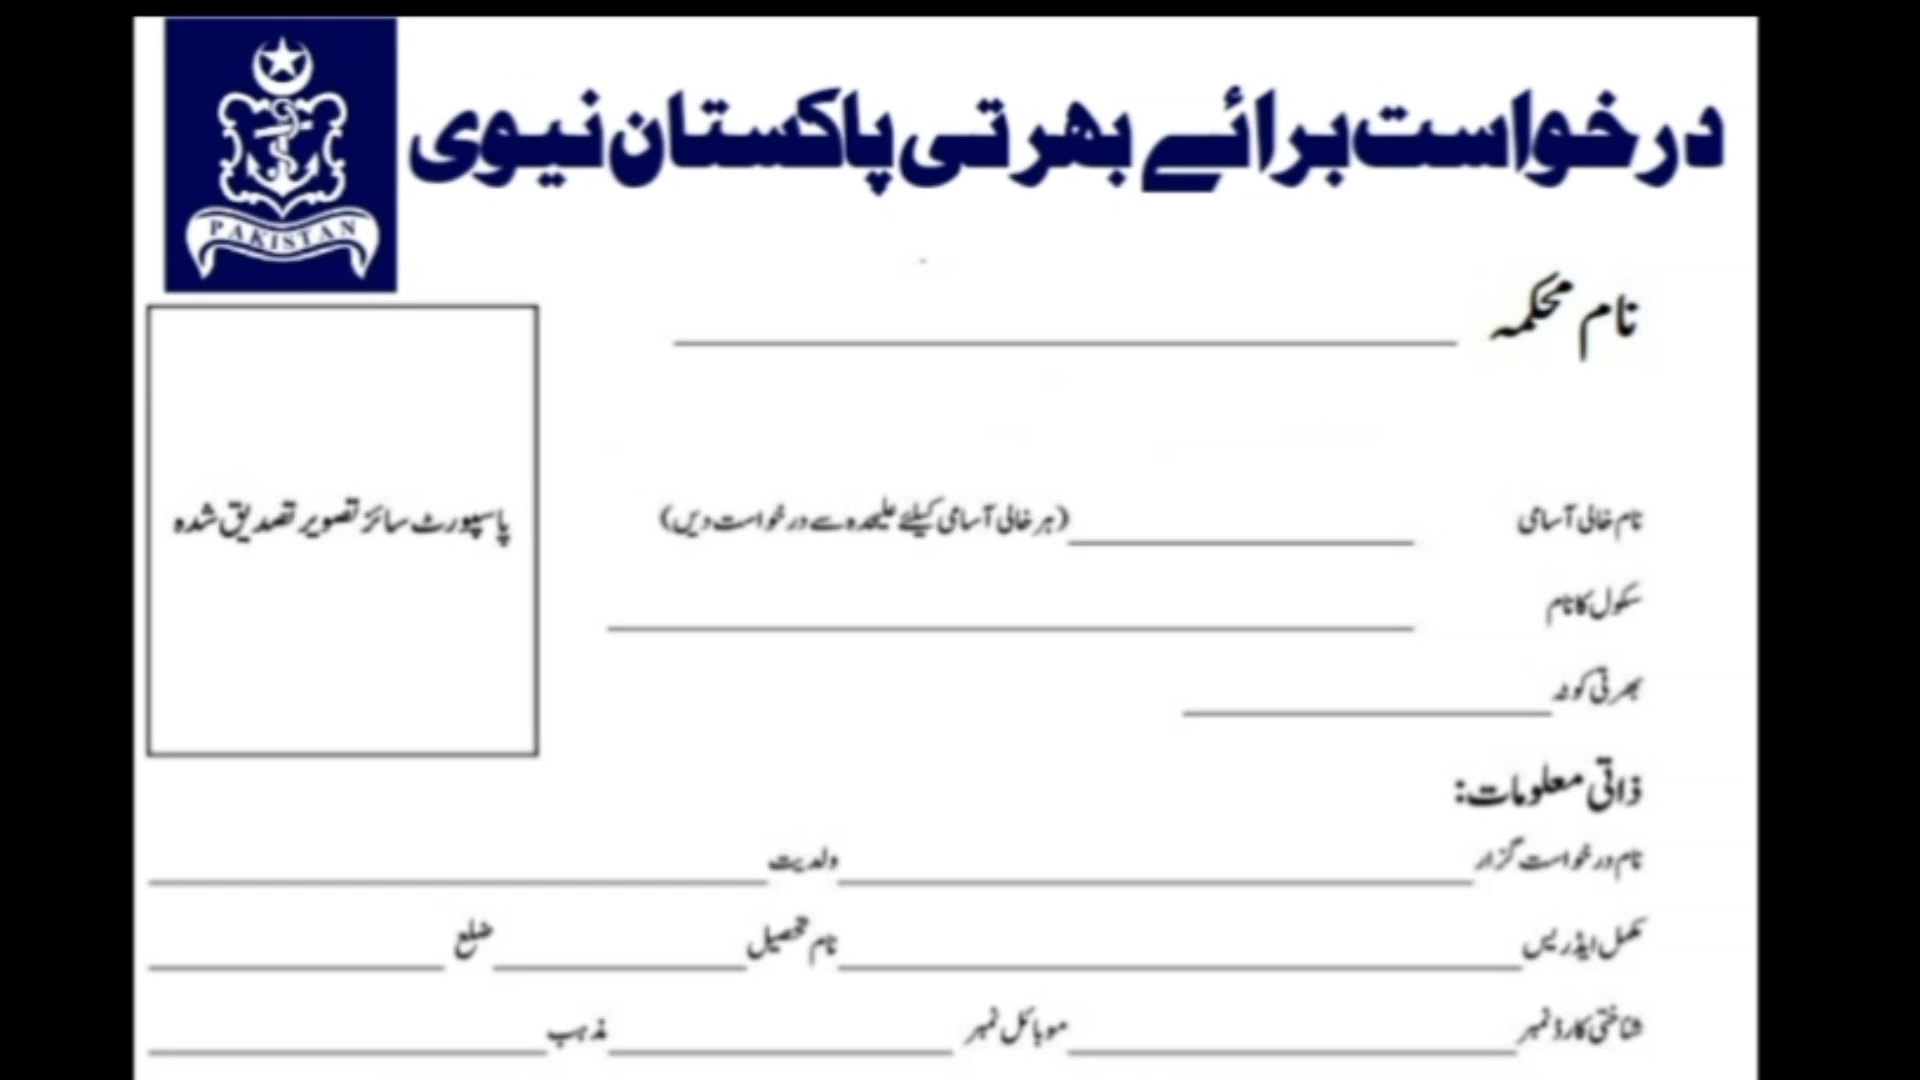 درخواست برائے بھرتی پاکستان نیوی
PAKISTAN
نام محکمہ
پاسپورٹ سائز تصویر تصدیق شدہ
نام خالی آسامی (ہر خالی آسامی کیلئے علیحدہ سے درخواست دیں)
سکول کا نام
بھرتی کوٹہ
ذاتی معلومات:
نام درخواست گزار ولدیت
مکمل ایڈریس نام تحصیل ضلع
شناختی کارڈ نمبر موبائل نمبر مذہب